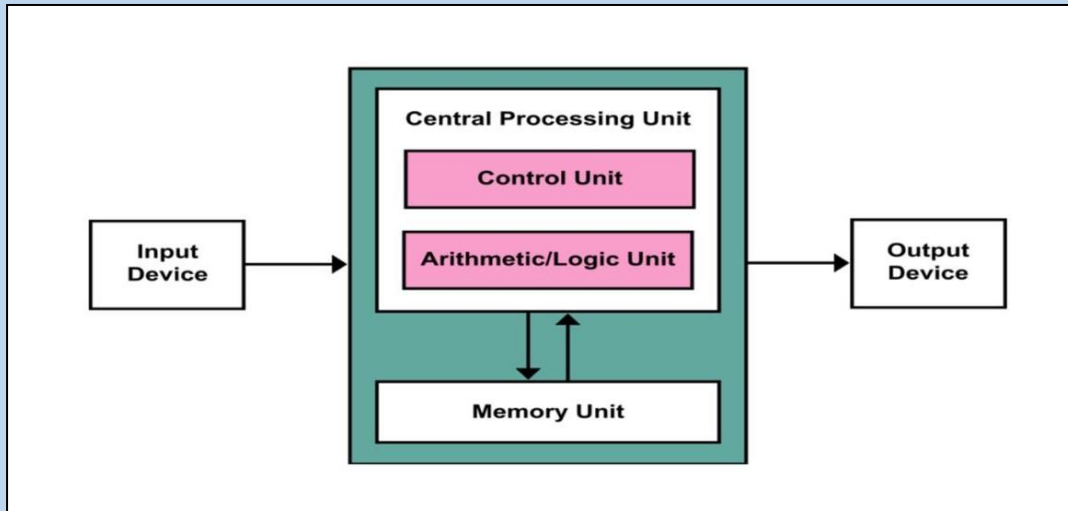 Central Processing Unit
Control Unit
Arithmetic/Logic Unit
Input
Device
Output
Device
Memory Unit